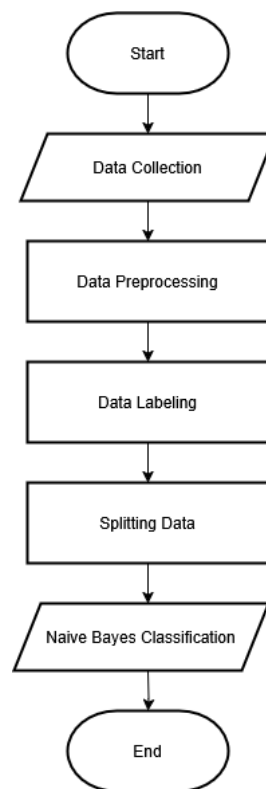 Start
Data Collection
Data Preprocessing
Data Labeling
Splitting Data
Naive Bayes Classification
End